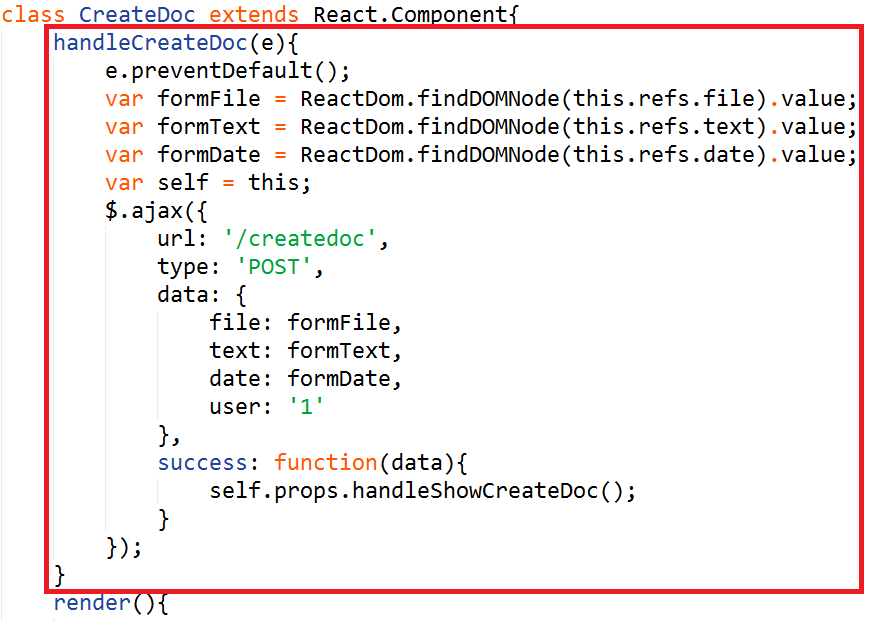 class CreateDoc extends React.Component{
handleCreateDoc(e){
e.preventDefault();
var formFile = ReactDom.findDOMNode(this.refs.file).value;
var formText = ReactDom.findDOMNode(this.refs.text).value;
var formDate = ReactDom.findDOMNode(this.refs.date).value;
var self = this;
$.ajax({
url: '/createdoc',
type: 'POST',
data: {
file: formFile,
text: formText,
date: formDate,
user: '1'
},
success: function(data){
self.props.handleShowCreateDoc();
}
});
}
render(){